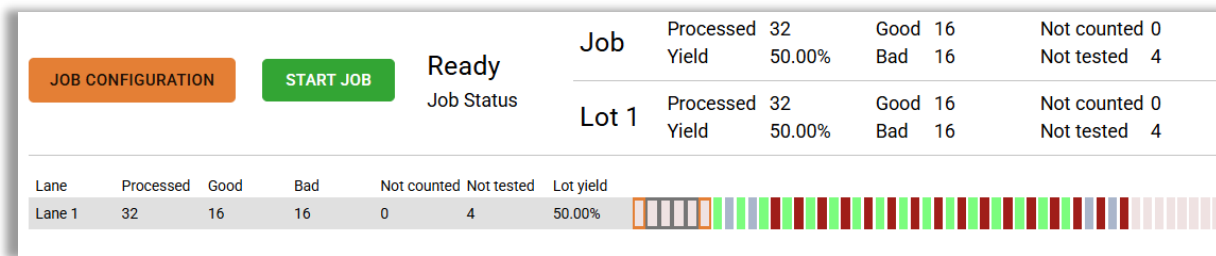 JOB CONFIGURATION
START JOB
Ready
Job Status
Job
Processed 32 Good 16 Not counted 0
Yield 50.00% Bad 16 Not tested 4
Lot 1
Processed 32 Good 16 Not counted 0
Yield 50.00% Bad 16 Not tested 4
Lane Processed Good Bad Not counted Not tested Lot yield
Lane 1 32 16 16 0 4 50.00%